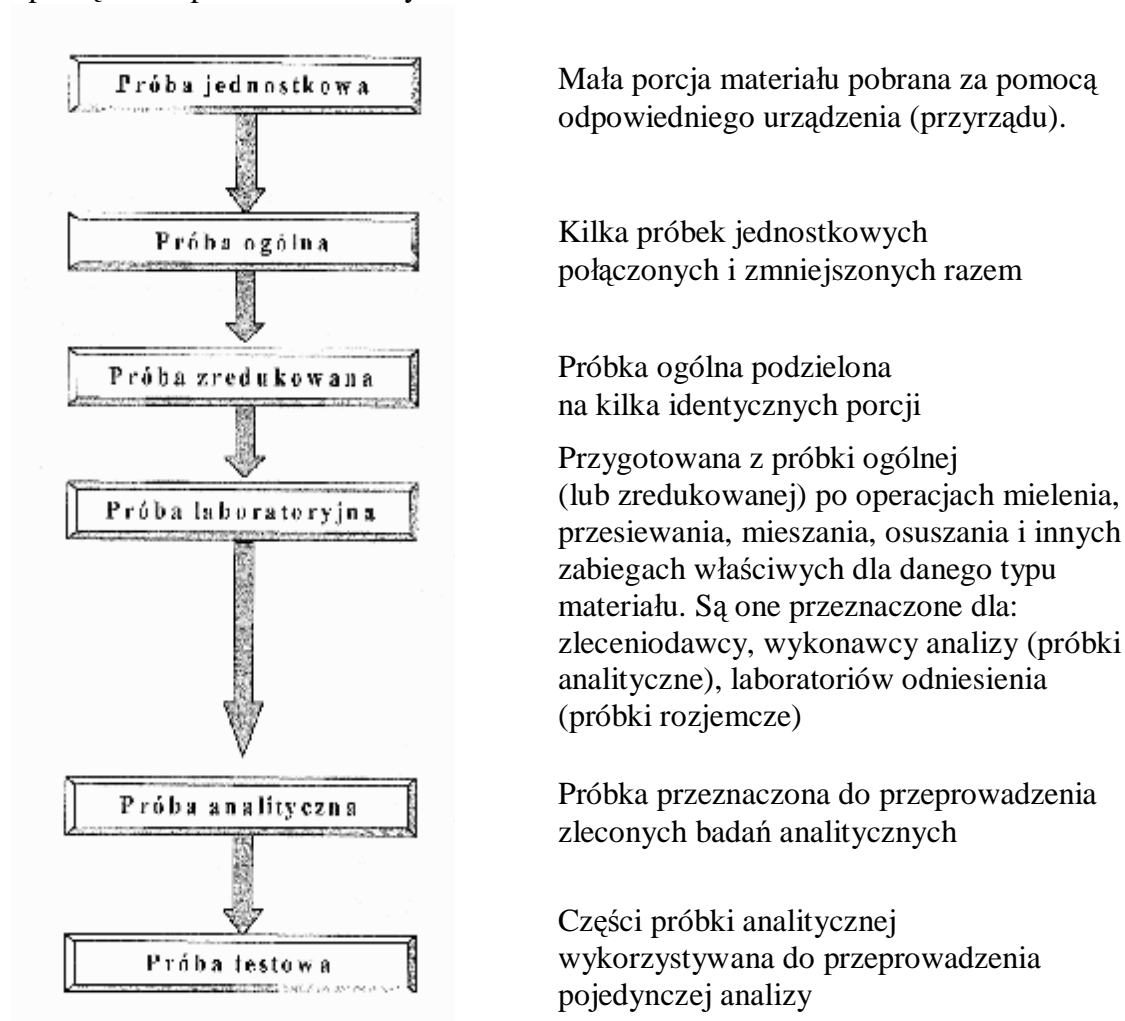 Próba jednostkowa
Mała porcja materiału pobrana za pomocą
odpowiedniego urządzenia (przyrządu).
Próba ogólna
Kilka próbek jednostkowych
połączonych i zmniejszonych razem
Próba zredukowana
Próbka ogólna podzielona
na kilka identycznych porcji
Próba laboratoryjna
Przygotowana z próbki ogólnej
(lub zredukowanej) po operacjach mielenia,
przesiewania, mieszania, osuszania i innych
zabiegach właściwych dla danego typu
materiału. Są one przeznaczone dla:
zleceniodawcy, wykonawcy analizy (próbki
analityczne), laboratoriów odniesienia
(próbki rozjemcze)
Próba analityczna
Próbka przeznaczona do przeprowadzenia
zleconych badań analitycznych
Próba testowa
Części próbki analitycznej
wykorzystywana do przeprowadzenia
pojedynczej analizy